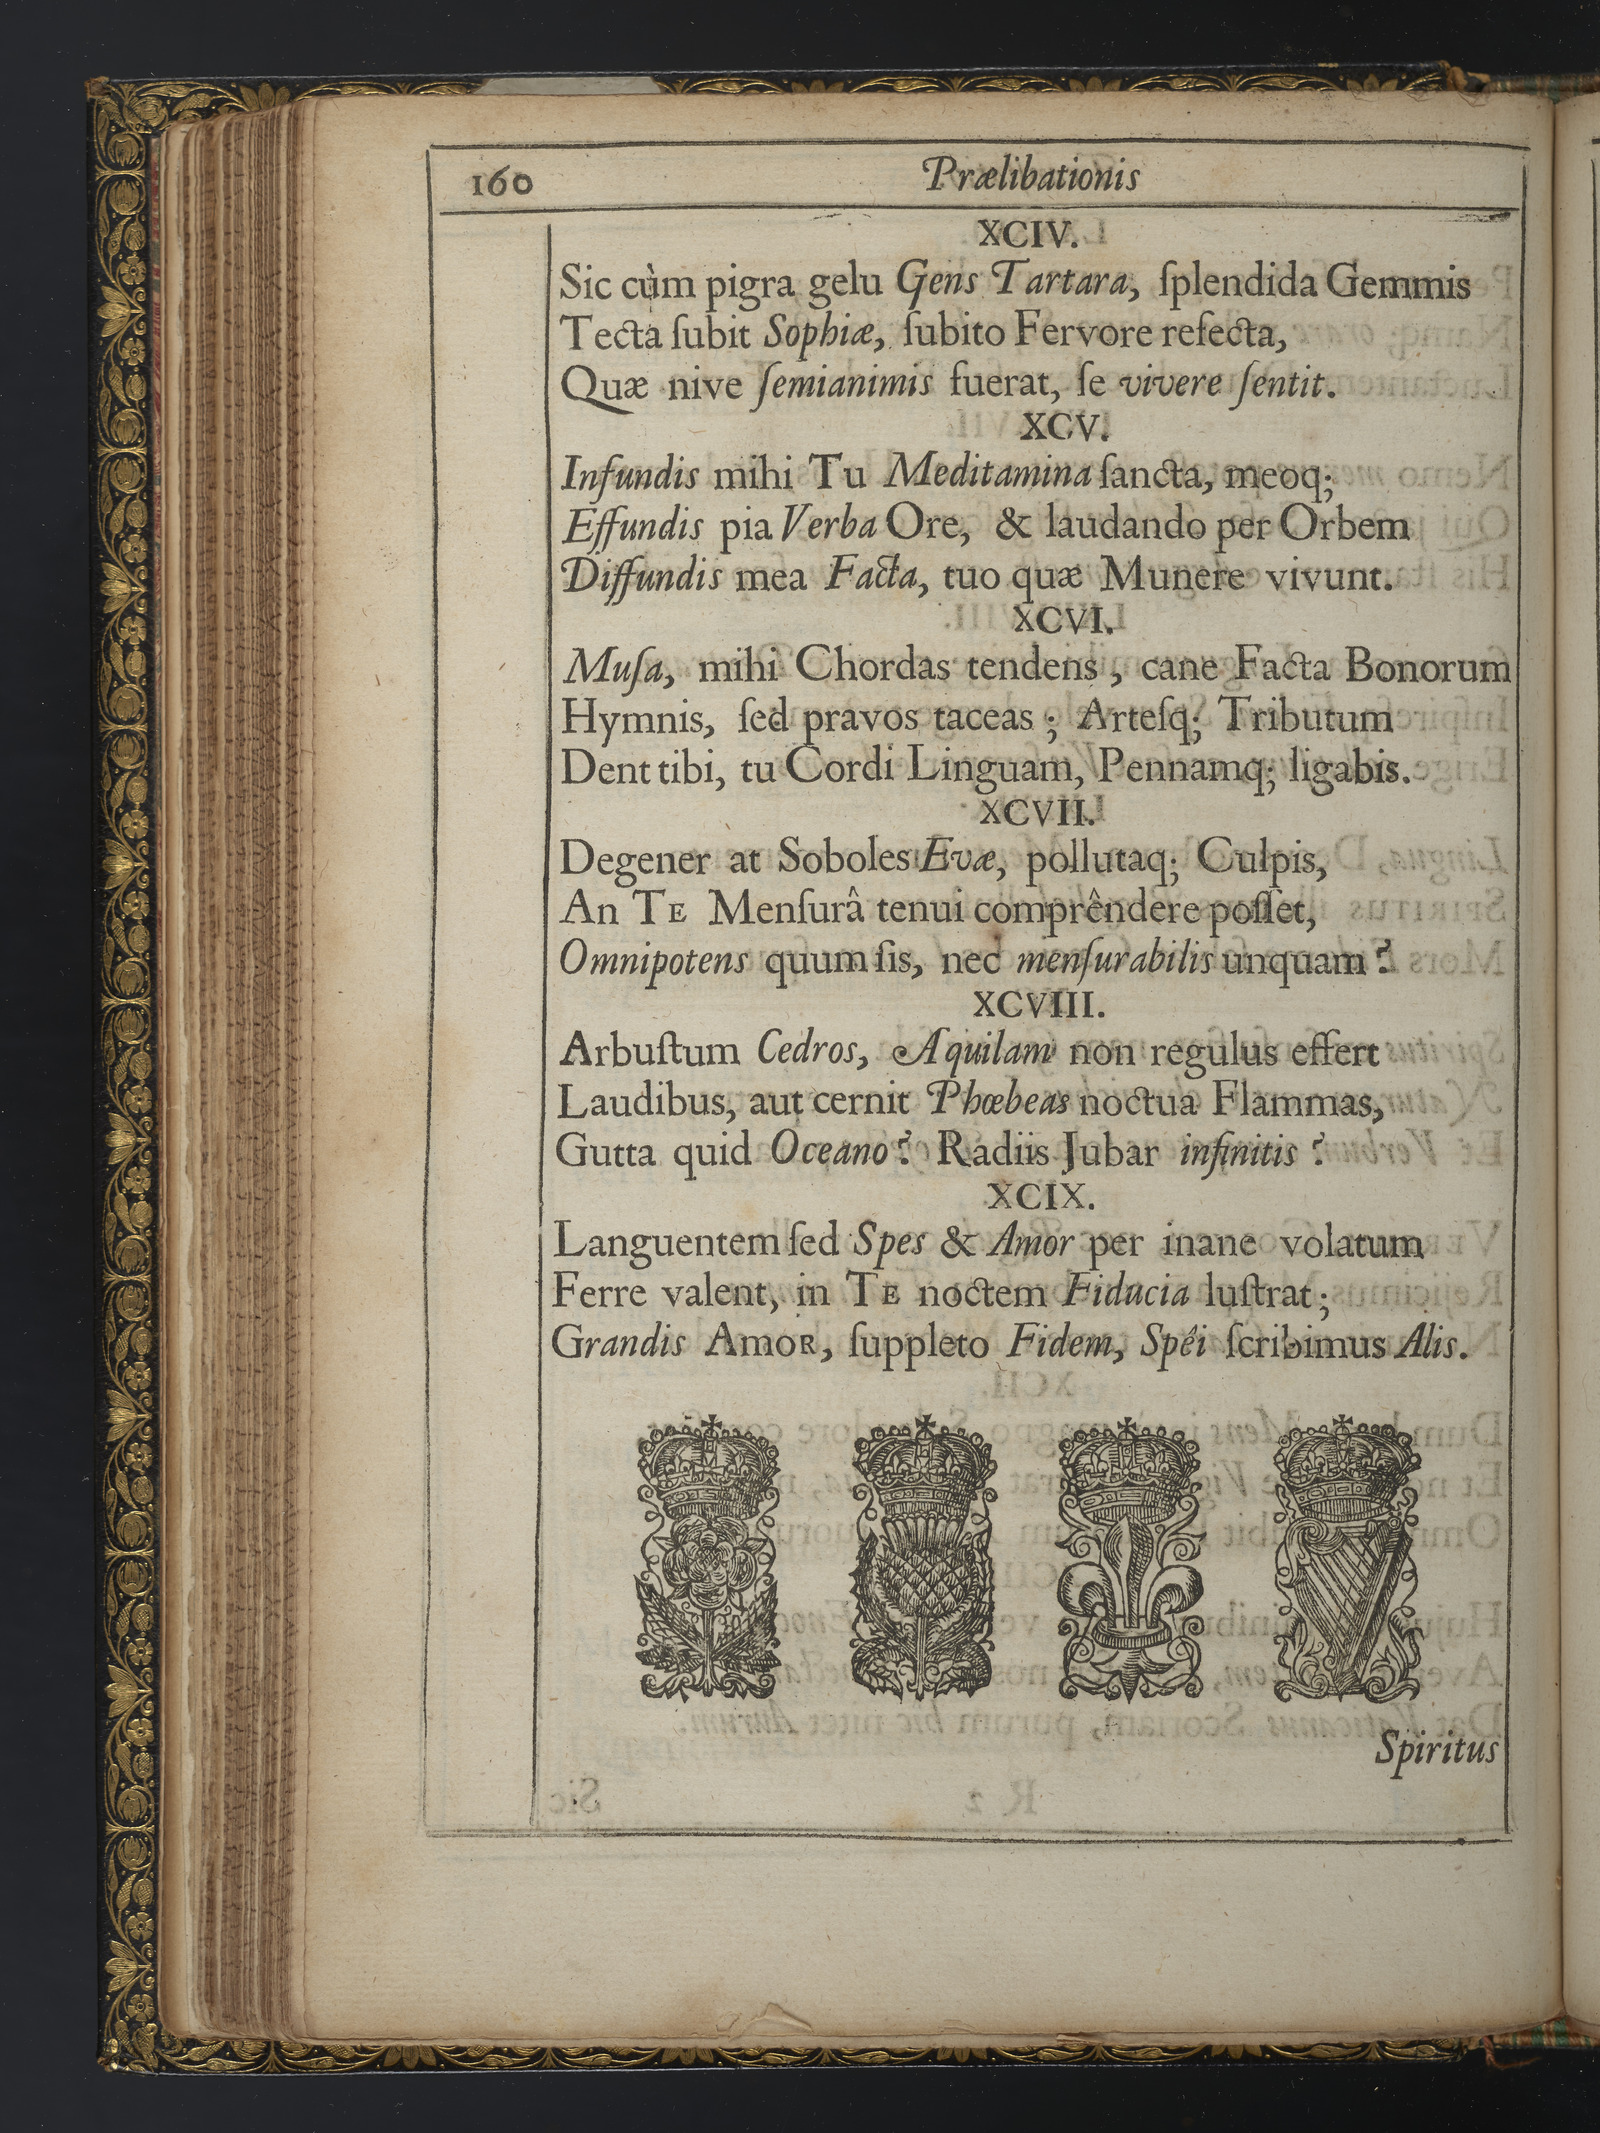 160 Prælibationis
XCIV.
Sic cùm pigra gelu Gens Tartara, ſplendida Gemmis
Tecta ſubit Sophiæ, ſubito Fervore refecta,
Quæ nive ſemianimis fuerat, ſe vivere ſentit.
XCV.
Infundis mihi Tu Meditamina ſancta, meoq;
Effundis pia Verba Ore, & laudando per Orbem
Diffundis mea Facta, tuo quæ Munere vivunt.
XCVI.
Muſa, mihi Chordas tendens, cane Facta Bonorum
Hymnis, ſed pravos taceas; Arteſq; Tributum
Dent tibi, tu Cordi Linguam, Pennamq; ligabis.
XCVII.
Degener at Soboles Evæ, pollutaq; Culpis,
An TE Menſurâ tenui comprêndere poſſet,
Omnipotens quum ſis, nec menſurabilis unquam?
XCVIII.
Arbuſtum Cedros, Aquilam non regulus effert
Laudibus, aut cernit Phœbeas noctua Flammas,
Gutta quid Oceano? Radiis Jubar infinitis?
XCIX.
Languentem ſed Spes & Amor per inane volatum
Ferre valent, in TE noctem Fiducia luſtrat;
Grandis AmoR, ſuppleto Fidem, Spêi ſcribimus Alis.
Spiritus